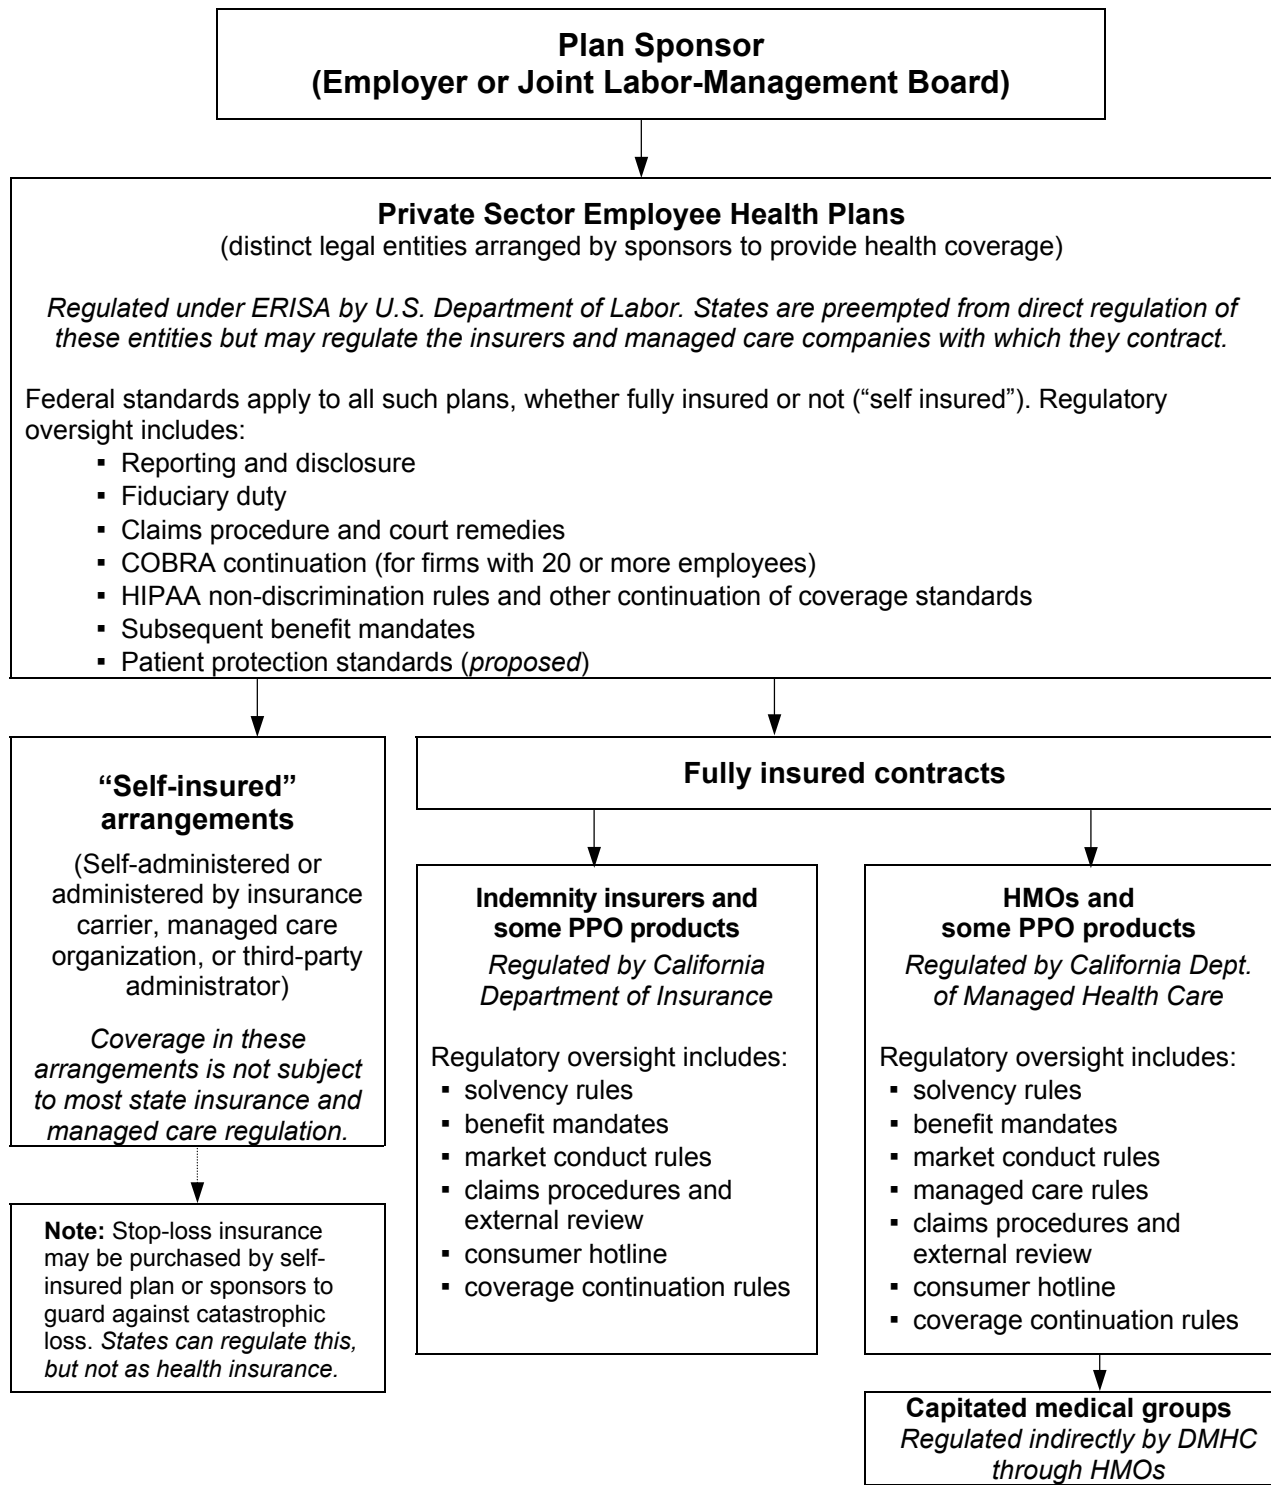 Plan Sponsor
(Employer or Joint Labor-Management Board)
Private Sector Employee Health Plans
(distinct legal entities arranged by sponsors to provide health coverage)
Regulated under ERISA by U.S. Department of Labor. States are preempted from direct regulation of
these entities but may regulate the insurers and managed care companies with which they contract.
Federal standards apply to all such plans, whether fully insured or not (“self insured”). Regulatory
oversight includes:
▪ Reporting and disclosure
▪ Fiduciary duty
▪ Claims procedure and court remedies
▪ COBRA continuation (for firms with 20 or more employees)
▪ HIPAA non-discrimination rules and other continuation of coverage standards
▪ Subsequent benefit mandates
▪ Patient protection standards (proposed)
“Self-insured”
arrangements
(Self-administered or
administered by insurance
carrier, managed care
organization, or third-party
administrator)
Coverage in these
arrangements is not subject
to most state insurance and
managed care regulation.
Note: Stop-loss insurance
may be purchased by self-
insured plan or sponsors to
guard against catastrophic
loss. States can regulate this,
but not as health insurance.
Fully insured contracts
Indemnity insurers and
some PPO products
Regulated by California
Department of Insurance
Regulatory oversight includes:
▪ solvency rules
▪ benefit mandates
▪ market conduct rules
▪ claims procedures and
external review
▪ consumer hotline
▪ coverage continuation rules
HMOs and
some PPO products
Regulated by California Dept.
of Managed Health Care
Regulatory oversight includes:
▪ solvency rules
▪ benefit mandates
▪ market conduct rules
▪ managed care rules
▪ claims procedures and
external review
▪ consumer hotline
▪ coverage continuation rules
Capitated medical groups
Regulated indirectly by DMHC
through HMOs